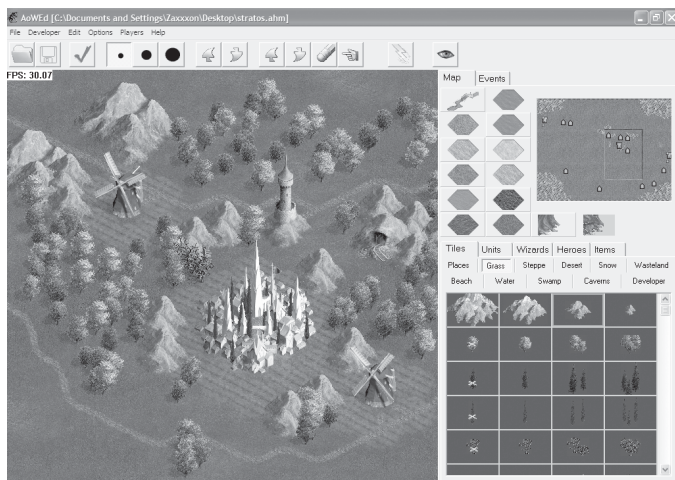 AoWEd [C:\Documents and Settings\Zaxxxon\Desktop\stratos.ahm]
File Developer Edit Options Players Help
FPS: 30.07
Map Events
Tiles Units Wizards Heroes Items
Places Grass Steppe Desert Snow Wasteland
Beach Water Swamp Caverns Developer